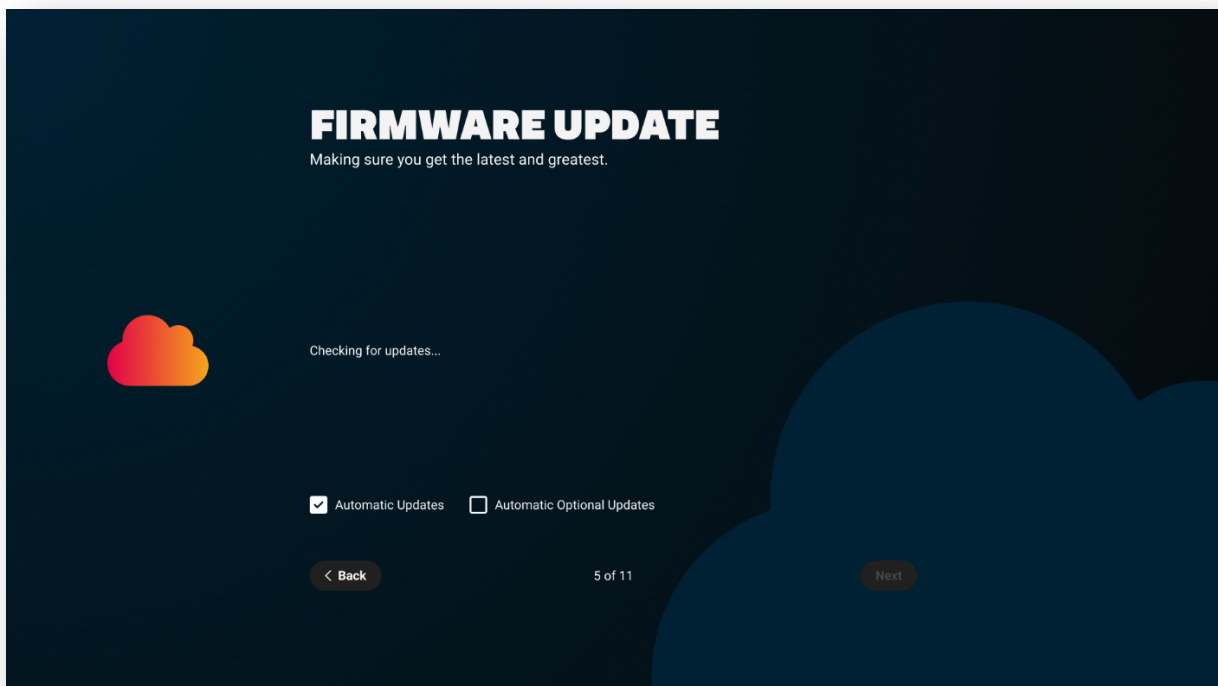 FIRMWARE UPDATE
Making sure you get the latest and greatest.
Checking for updates...
Automatic Updates Automatic Optional Updates
Back 5 of 11 Next